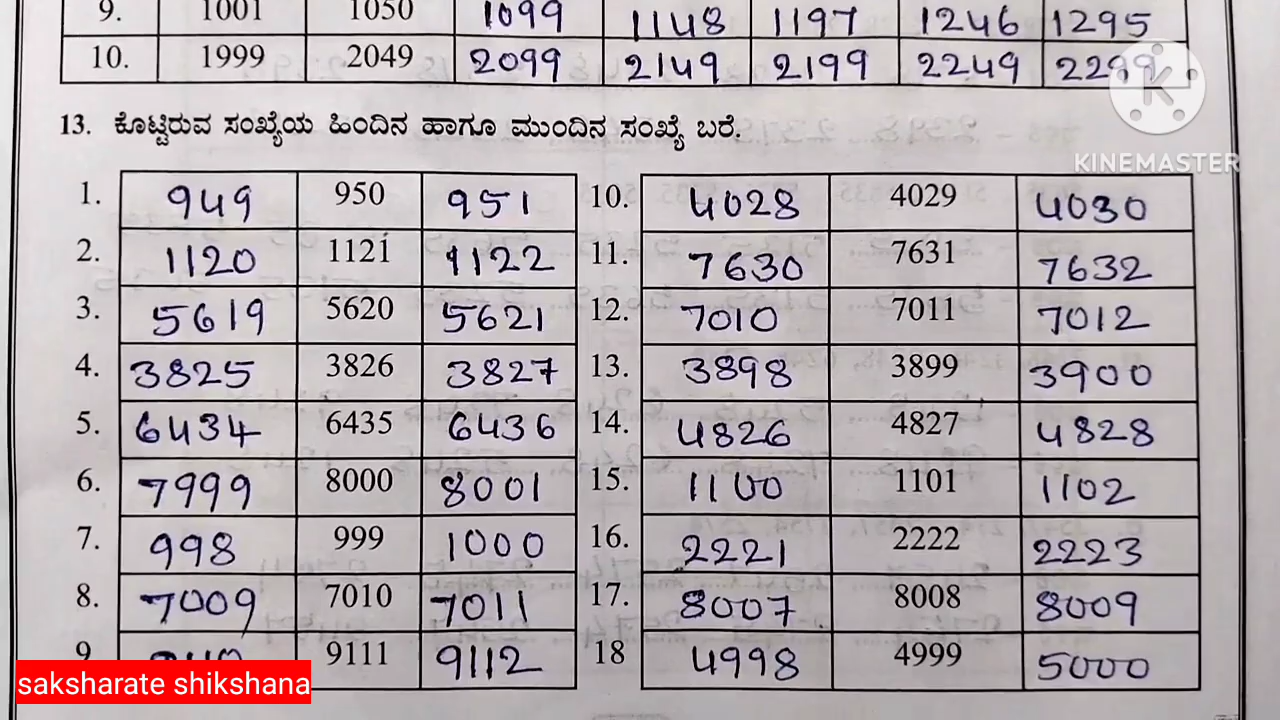 9. 1001 1050 1099 1148 1197 1246 1295
10. 1999 2049 2099 2149 2199 2249 2299
KINEMASTER
13. ಕೊಟ್ಟಿರುವ ಸಂಖ್ಯೆಯ ಹಿಂದಿನ ಹಾಗೂ ಮುಂದಿನ ಸಂಖ್ಯೆ ಬರೆ.
1. 949 950 951 10. 4028 4029 4030
2. 1120 1121 1122 11. 7630 7631 7632
3. 5619 5620 5621 12. 7010 7011 7012
4. 3825 3826 3827 13. 3898 3899 3900
5. 6434 6435 6436 14. 4826 4827 4828
6. 7999 8000 8001 15. 1100 1101 1102
7. 998 999 1000 16. 2221 2222 2223
8. 7009 7010 7011 17. 8007 8008 8009
9 9111 9112 18 4998 4999 5000
saksharate shikshana